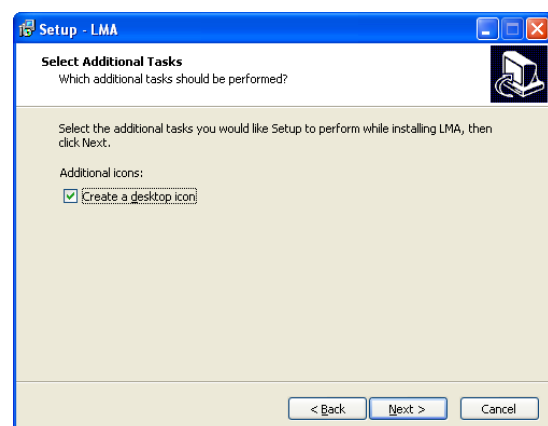 Setup - LMA
Select Additional Tasks
Which additional tasks should be performed?
Select the additional tasks you would like Setup to perform while installing LMA, then
click Next.
Additional icons:
Create a desktop icon
< Back
Next >
Cancel